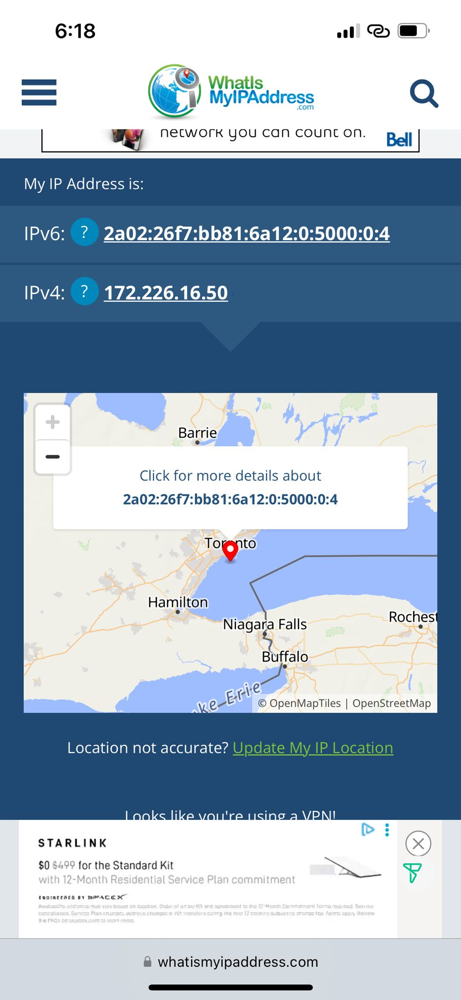 6:18
WhatIs
MyIPAddress
.com
network you can count on.
Bell
My IP Address is:
IPv6: ? 2a02:26f7:bb81:6a12:0:5000:0:4
IPv4: ? 172.226.16.50
Barrie
Click for more details about
2a02:26f7:bb81:6a12:0:5000:0:4
Toronto
Hamilton
Niagara Falls
Rochest
Buffalo
ke Erie
© OpenMapTiles | OpenStreetMap
Location not accurate? Update My IP Location
Looks like you're using a VPN!
STARLINK
$0 $499 for the Standard Kit
with 12-Month Residential Service Plan commitment
ENGINEERED BY SPACEX
whatismyipaddress.com